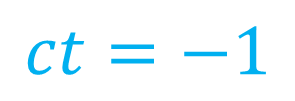 ct = −1